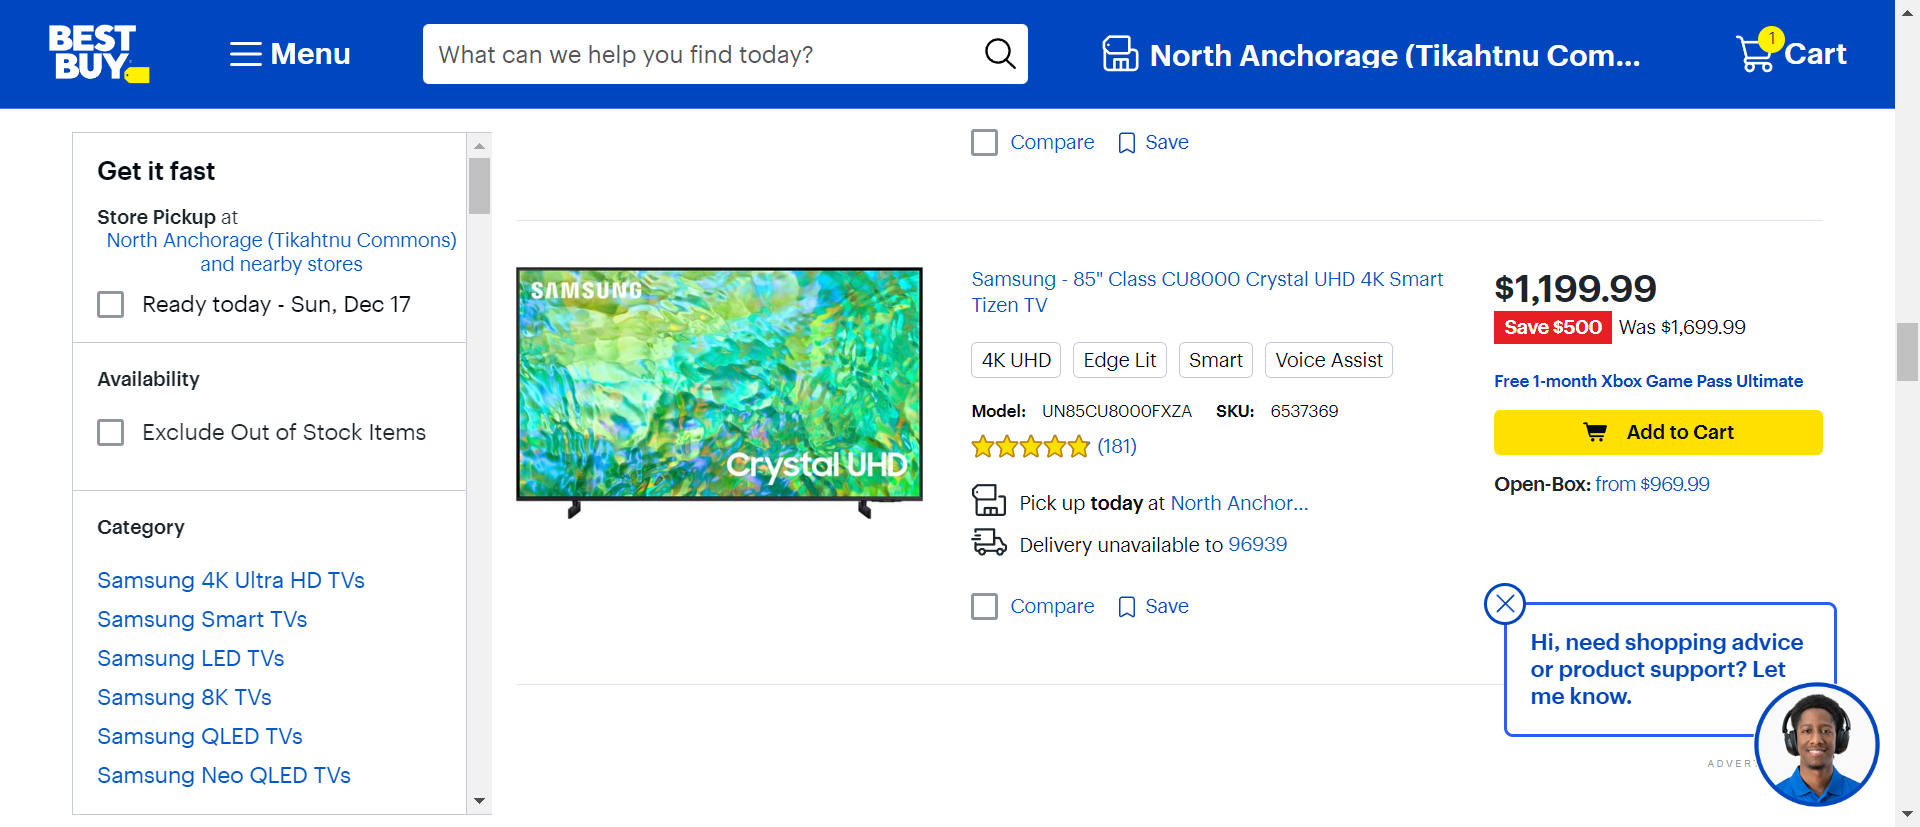 BEST
BUY
Menu
What can we help you find today?
North Anchorage (Tikahtnu Com...
1
Cart
Get it fast
Store Pickup at
North Anchorage (Tikahtnu Commons)
and nearby stores
Ready today - Sun, Dec 17
Availability
Exclude Out of Stock Items
Category
Samsung 4K Ultra HD TVs
Samsung Smart TVs
Samsung LED TVs
Samsung 8K TVs
Samsung QLED TVs
Samsung Neo QLED TVs
Compare
Save
SAMSUNG
Crystal UHD
Samsung - 85" Class CU8000 Crystal UHD 4K Smart
Tizen TV
4K UHD
Edge Lit
Smart
Voice Assist
Model: UN85CU8000FXZA SKU: 6537369
(181)
Pick up today at North Anchor...
Delivery unavailable to 96939
Compare
Save
$1,199.99
Save $500 Was $1,699.99
Free 1-month Xbox Game Pass Ultimate
Add to Cart
Open-Box: from $969.99
Hi, need shopping advice
or product support? Let
me know.
ADVERT